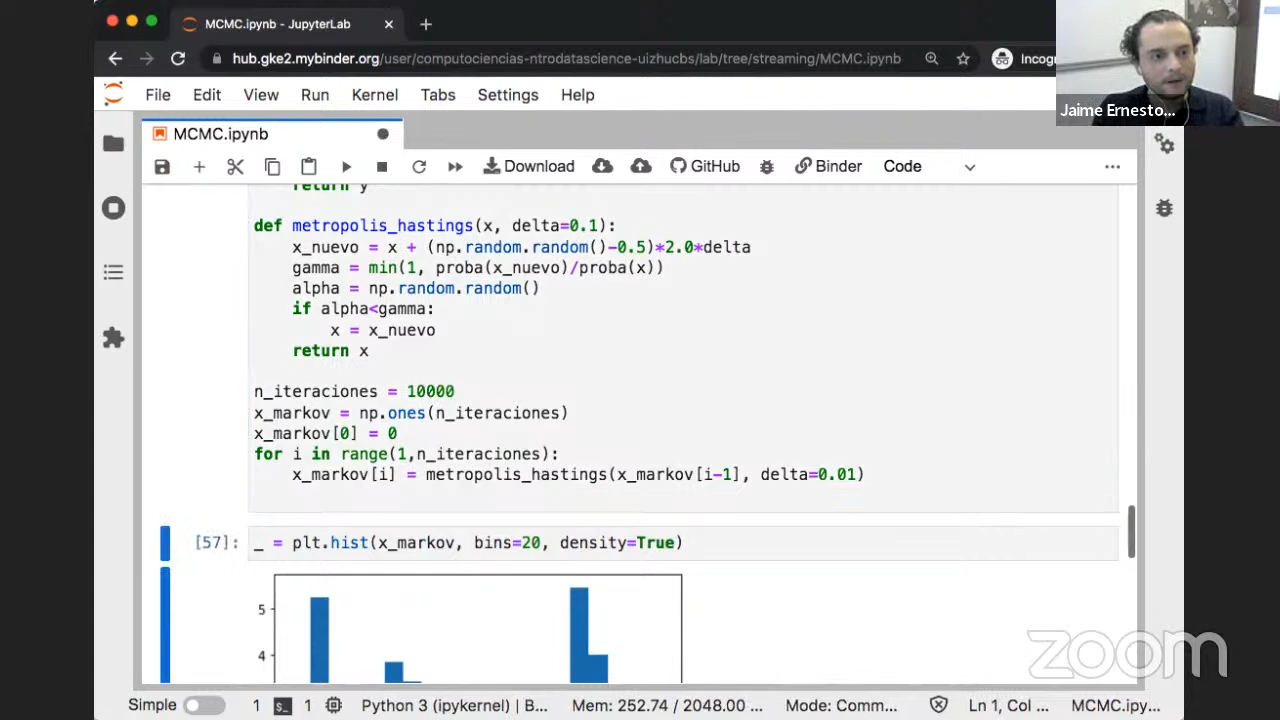 MCMC.ipynb - JupyterLab
hub.gke2.mybinder.org/user/computociencias-ntrodatascience-uizhucbs/lab/tree/streaming/MCMC.ipynb
Incog
Jaime Ernesto...
File Edit View Run Kernel Tabs Settings Help
MCMC.ipynb
Download GitHub Binder Code
return y
def metropolis_hastings(x, delta=0.1):
x_nuevo = x + (np.random.random()-0.5)*2.0*delta
gamma = min(1, proba(x_nuevo)/proba(x))
alpha = np.random.random()
if alpha<gamma:
x = x_nuevo
return x
n_iteraciones = 10000
x_markov = np.ones(n_iteraciones)
x_markov[0] = 0
for i in range(1,n_iteraciones):
x_markov[i] = metropolis_hastings(x_markov[i-1], delta=0.01)
[57]: _ = plt.hist(x_markov, bins=20, density=True)
5
4
zoom
Simple 1 $_ 1 Python 3 (ipykernel) | B... Mem: 252.74 / 2048.00 ... Mode: Comm... Ln 1, Col ... MCMC.ipy...